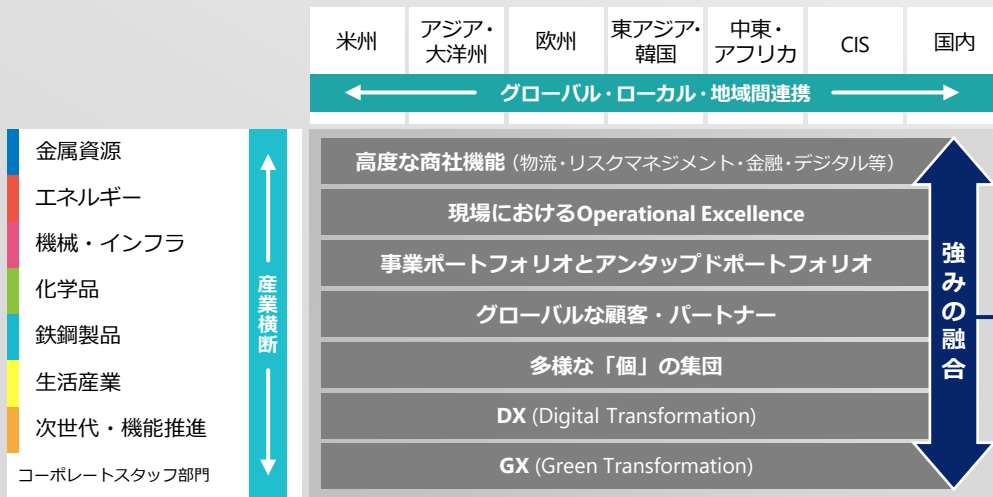 米州
アジア・
大洋州
欧州
東アジア・
韓国
中東・
アフリカ
CIS
国内
グローバル・ローカル・地域間連携
金属資源
エネルギー
機械・インフラ
化学品
鉄鋼製品
生活産業
次世代・機能推進
コーポレートスタッフ部門
産業横断
高度な商社機能（物流・リスクマネジメント・金融・デジタル等）
現場におけるOperational Excellence
事業ポートフォリオとアンタップドポートフォリオ
グローバルな顧客・パートナー
多様な「個」の集団
DX (Digital Transformation)
GX (Green Transformation)
強みの融合